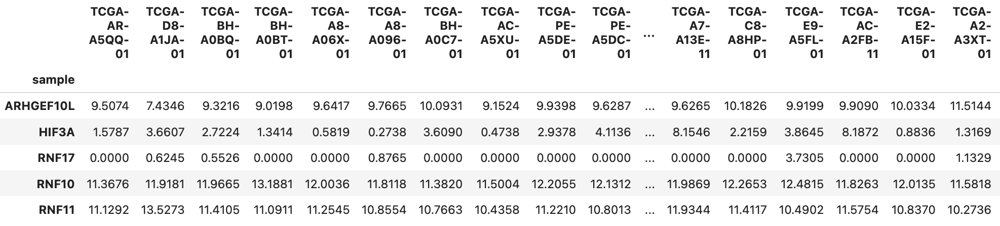 TCGA- TCGA- TCGA- TCGA- TCGA- TCGA- TCGA- TCGA- TCGA- TCGA- TCGA- TCGA- TCGA- TCGA- TCGA- TCGA-
AR- D8- BH- BH- A8- A8- BH- AC- PE- PE- ... A7- C8- E9- AC- E2- A2-
A5QQ- A1JA- A0BQ- A0BT- A06X- A096- A0C7- A5XU- A5DE- A5DC- A13E- A8HP- A5FL- A2FB- A15F- A3XT-
01 01 01 01 01 01 01 01 01 01 11 01 01 11 01 01
sample
ARHGEF10L 9.5074 7.4346 9.3216 9.0198 9.6417 9.7665 10.0931 9.1524 9.9398 9.6287 ... 9.6265 10.1826 9.9199 9.9090 10.0334 11.5144
HIF3A 1.5787 3.6607 2.7224 1.3414 0.5819 0.2738 3.6090 0.4738 2.9378 4.1136 ... 8.1546 2.2159 3.8645 8.1872 0.8836 1.3169
RNF17 0.0000 0.6245 0.5526 0.0000 0.0000 0.8765 0.0000 0.0000 0.0000 0.0000 ... 0.0000 0.0000 3.7305 0.0000 0.0000 1.1329
RNF10 11.3676 11.9181 11.9665 13.1881 12.0036 11.8118 11.3820 11.5004 12.2055 12.1312 ... 11.9869 12.2653 12.4815 11.8263 12.0135 11.5818
RNF11 11.1292 13.5273 11.4105 11.0911 11.2545 10.8554 10.7663 10.4358 11.2210 10.8013 ... 11.9344 11.4117 10.4902 11.5754 10.8370 10.2736